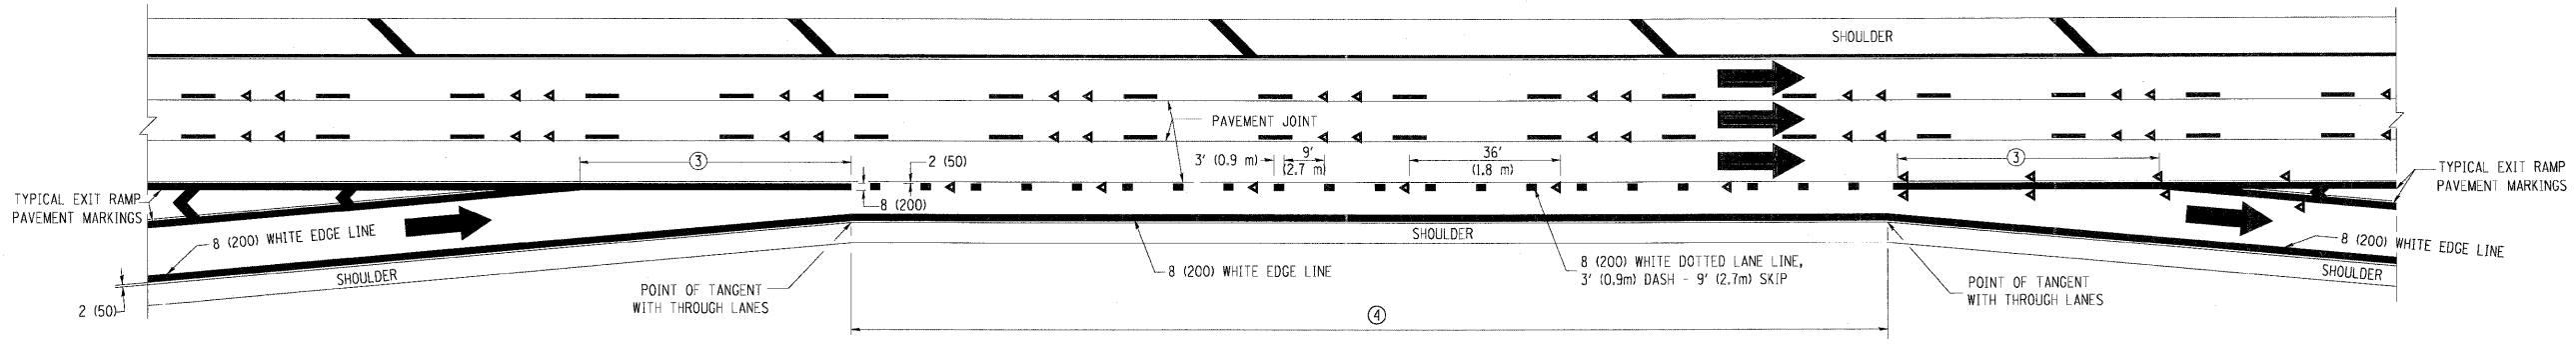 SHOULDER
PAVEMENT JOINT
3' (0.9 m)
9'
(2.7 m)
36'
(1.8 m)
3
2 (50)
8 (200)
3
TYPICAL EXIT RAMP
PAVEMENT MARKINGS
TYPICAL EXIT RAMP
PAVEMENT MARKINGS
8 (200) WHITE EDGE LINE
SHOULDER
2 (50)
POINT OF TANGENT
WITH THROUGH LANES
8 (200) WHITE EDGE LINE
SHOULDER
8 (200) WHITE DOTTED LANE LINE,
3' (0.9m) DASH - 9' (2.7m) SKIP
POINT OF TANGENT
WITH THROUGH LANES
8 (200) WHITE EDGE LINE
SHOULDER
4